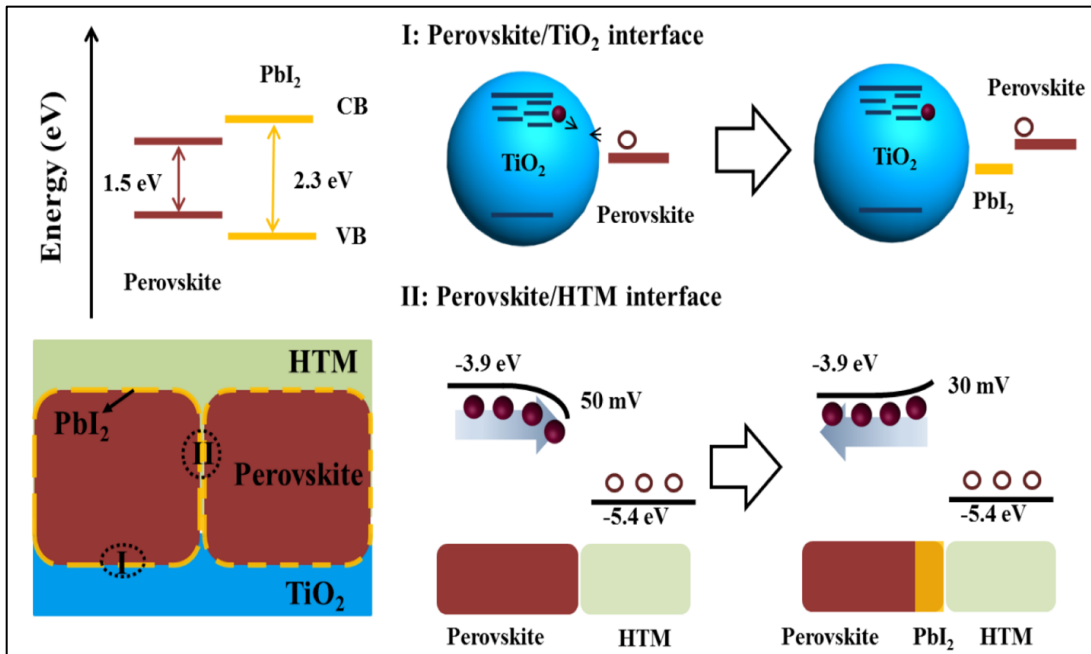 Energy (eV)
PbI₂
CB
1.5 eV
2.3 eV
VB
Perovskite
I: Perovskite/TiO₂ interface
TiO₂
Perovskite
Perovskite
TiO₂
PbI₂
II: Perovskite/HTM interface
HTM
PbI₂
II
Perovskite
I
TiO₂
-3.9 eV
50 mV
-5.4 eV
Perovskite
HTM
-3.9 eV
30 mV
-5.4 eV
Perovskite
PbI₂
HTM